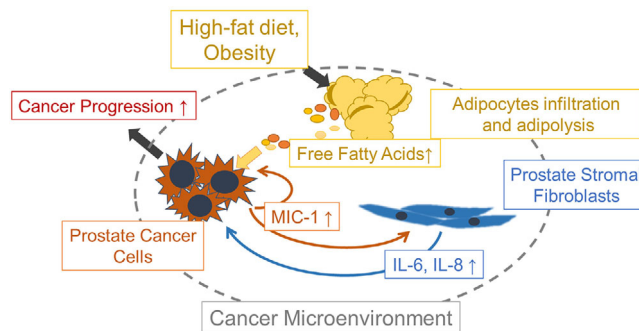 High-fat diet,
Obesity
Cancer Progression ↑
Adipocytes infiltration
and adipolysis
Free Fatty Acids↑
Prostate Stroma
Fibroblasts
MIC-1 ↑
Prostate Cancer
Cells
IL-6, IL-8 ↑
Cancer Microenvironment